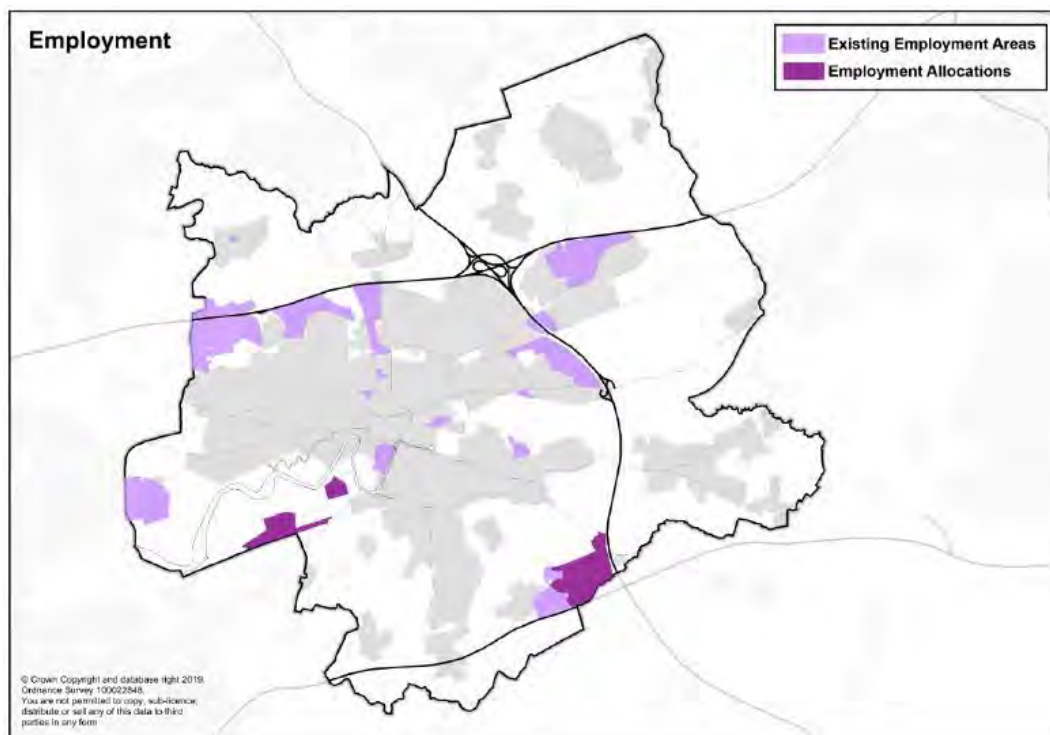 Employment
Existing Employment Areas
Employment Allocations
© Crown Copyright and database right 2019.
Ordnance Survey 100022848.
You are not permitted to copy, sub-licence,
distribute or sell any of this data to third
parties in any form